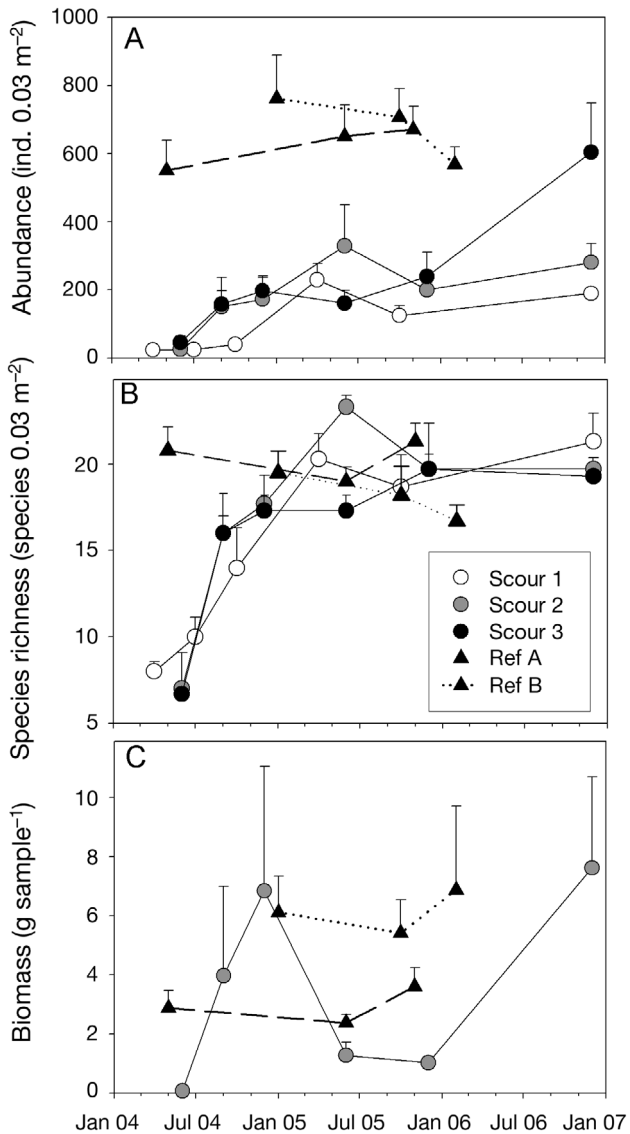 A
Abundance (ind. 0.03 m⁻²)
1000
800
600
400
200
0
B
Species richness (species 0.03 m⁻²)
20
15
10
5
Scour 1
Scour 2
Scour 3
Ref A
Ref B
C
Biomass (g sample⁻¹)
10
8
6
4
2
0
Jan 04 Jul 04 Jan 05 Jul 05 Jan 06 Jul 06 Jan 07